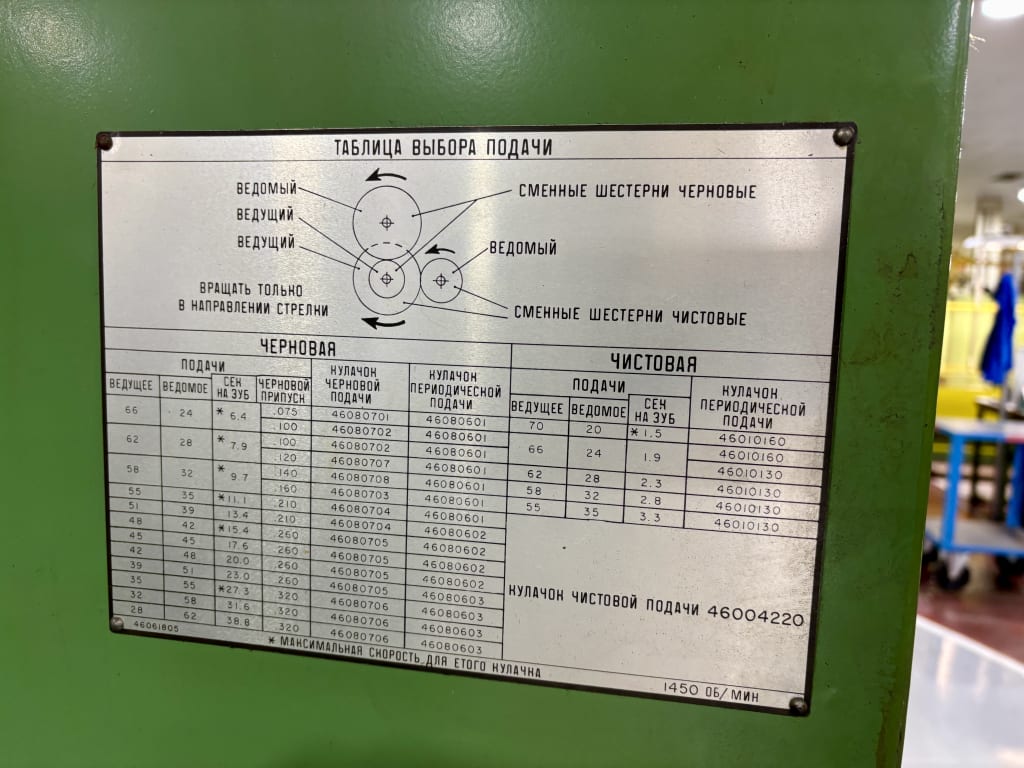 ТАБЛИЦА ВЫБОРА ПОДАЧИ
ВЕДОМЫЙ
СМЕННЫЕ ШЕСТЕРНИ ЧЕРНОВЫЕ
ВЕДУЩИЙ
ВЕДУЩИЙ
ВЕДОМЫЙ
ВРАЩАТЬ ТОЛЬКО
В НАПРАВЛЕНИИ СТРЕЛКИ
СМЕННЫЕ ШЕСТЕРНИ ЧИСТОВЫЕ
ЧЕРНОВАЯ
ПОДАЧИ
ВЕДУЩЕЕ
ВЕДОМОЕ
СЕК
НА ЗУБ
ЧЕРНОВОЙ
ПРИПУСК
КУЛАЧОК
ЧЕРНОВОЙ
ПОДАЧИ
КУЛАЧОК
ПЕРИОДИЧЕСКОЙ
ПОДАЧИ
66 24 * 6.4 .075 46080701 46080601
.100 46080702 46080601
62 28 * 7.9 .100 46080702 46080601
.120 46080707 46080601
58 32 * 9.7 .140 46080708 46080601
.160 46080703 46080601
55 35 *11.1 .210 46080704 46080601
51 39 13.4 .210 46080704 46080602
48 42 *15.4 .260 46080705 46080602
45 45 17.6 .260 46080705 46080602
42 48 20.0 .260 46080705 46080602
39 51 23.0 .260 46080705 46080603
35 55 *27.3 .320 46080706 46080603
32 58 31.6 .320 46080706 46080603
28 62 38.8 .320 46080706 46080603
46061805
* МАКСИМАЛЬНАЯ СКОРОСТЬ ДЛЯ ЕТОГО КУЛАЧКА
ЧИСТОВАЯ
ПОДАЧИ
ВЕДУЩЕЕ
ВЕДОМОЕ
СЕК
НА ЗУБ
КУЛАЧОК
ПЕРИОДИЧЕСКОЙ
ПОДАЧИ
70 20 *1.5 46010160
66 24 1.9 46010160
46010130
62 28 2.3 46010130
58 32 2.8 46010130
55 35 3.3 46010130
КУЛАЧОК ЧИСТОВОЙ ПОДАЧИ 46004220
1450 ОБ/МИН